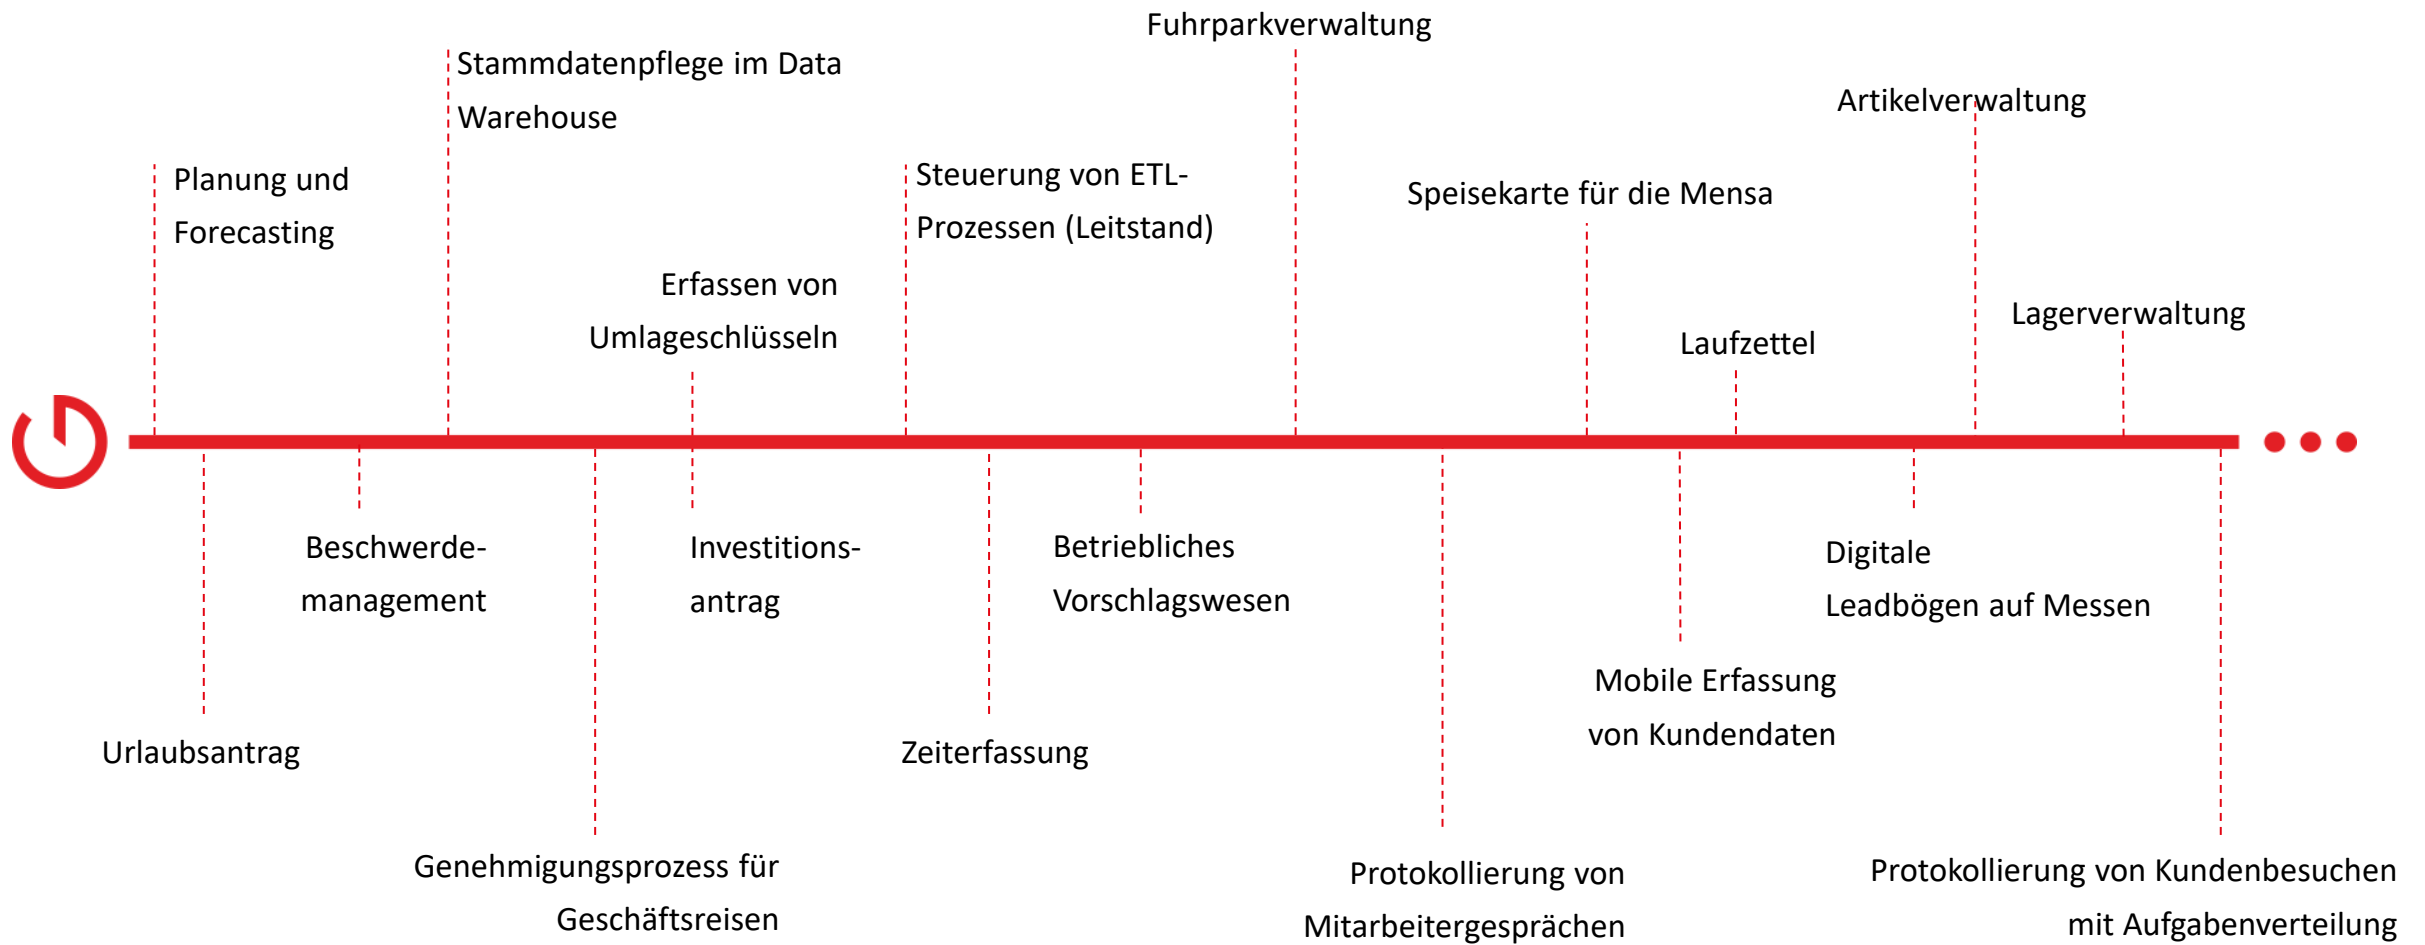 Fuhrparkverwaltung
Stammdatenpflege im Data
Warehouse
Artikelverwaltung
Planung und
Forecasting
Steuerung von ETL-
Prozessen (Leitstand)
Speisekarte für die Mensa
Erfassen von
Umlageschlüsseln
Laufzettel
Lagerverwaltung
Beschwerde-
management
Investitions-
antrag
Betriebliches
Vorschlagswesen
Digitale
Leadbögen auf Messen
Mobile Erfassung
von Kundendaten
Urlaubsantrag
Zeiterfassung
Genehmigungsprozess für
Geschäftsreisen
Protokollierung von
Mitarbeitergesprächen
Protokollierung von Kundenbesuchen
mit Aufgabenverteilung